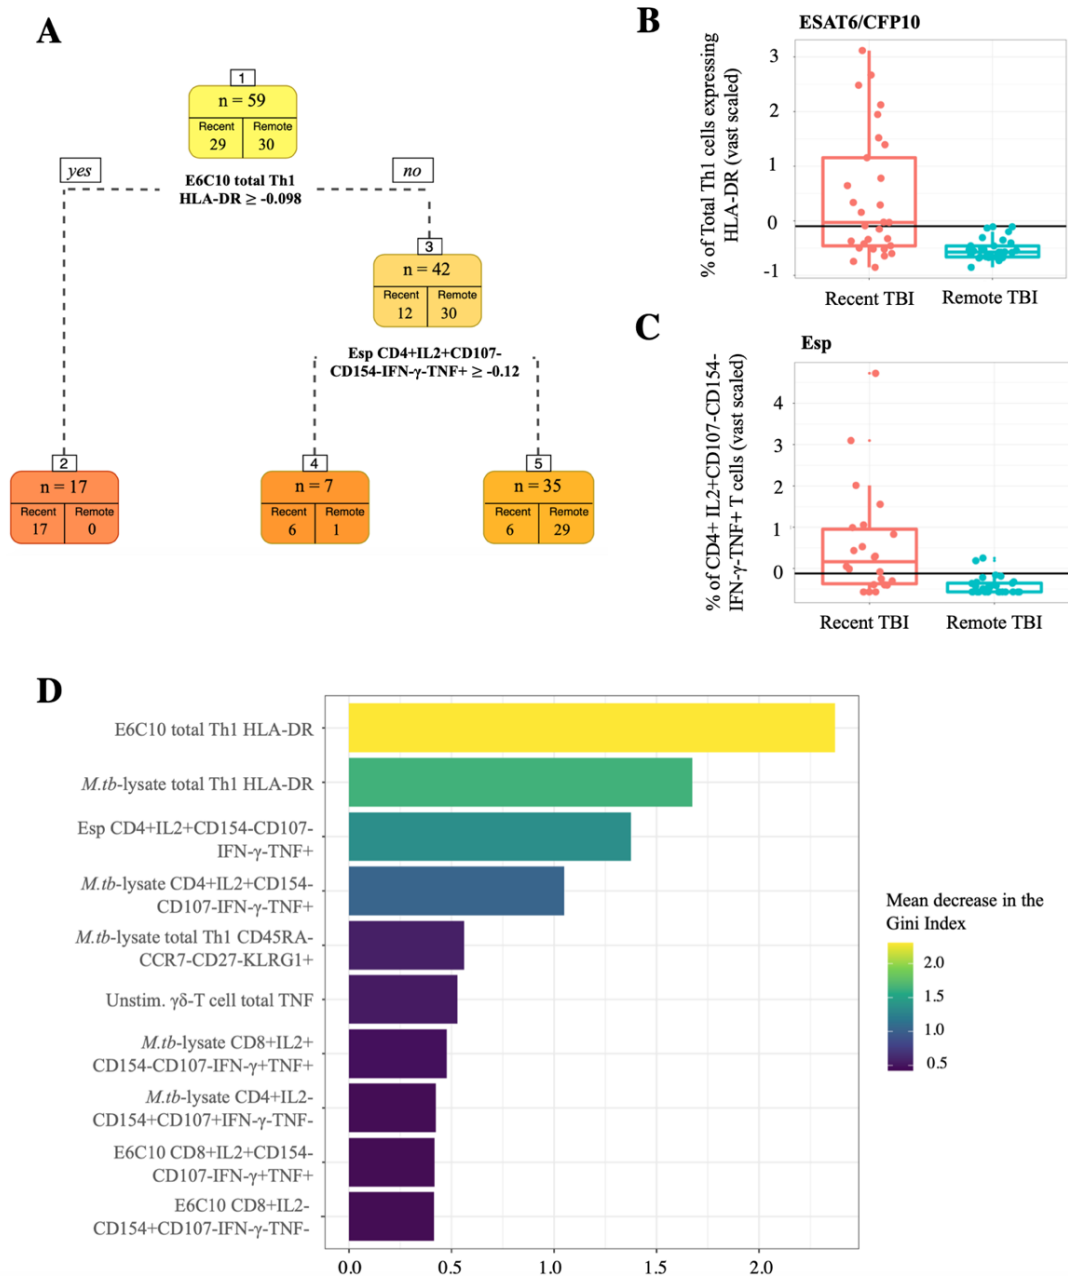 A
1
n = 59
Recent Remote
29 30
yes
no
E6C10 total Th1
HLA-DR ≥ -0.098
3
n = 42
Recent Remote
12 30
Esp CD4+IL2+CD107-
CD154-IFN-γ-TNF+ ≥ -0.12
2
n = 17
Recent Remote
17 0
4
n = 7
Recent Remote
6 1
5
n = 35
Recent Remote
6 29
B
ESAT6/CFP10
% of Total Th1 cells expressing
HLA-DR (vast scaled)
3
2
1
0
-1
Recent TBI Remote TBI
C
Esp
% of CD4+ IL2+CD107-CD154-
IFN-γ-TNF+ T cells (vast scaled)
4
3
2
1
0
Recent TBI Remote TBI
D
E6C10 total Th1 HLA-DR
M.tb-lysate total Th1 HLA-DR
Esp CD4+IL2+CD154-CD107-
IFN-γ-TNF+
M.tb-lysate CD4+IL2+CD154-
CD107-IFN-γ-TNF+
M.tb-lysate total Th1 CD45RA-
CCR7-CD27-KLRG1+
Unstim. γδ-T cell total TNF
M.tb-lysate CD8+IL2+
CD154-CD107-IFN-γ+TNF+
M.tb-lysate CD4+IL2-
CD154+CD107+IFN-γ-TNF-
E6C10 CD8+IL2+CD154-
CD107-IFN-γ+TNF+
E6C10 CD8+IL2-
CD154+CD107-IFN-γ-TNF-
0.0 0.5 1.0 1.5 2.0
Mean decrease in the
Gini Index
2.0
1.5
1.0
0.5